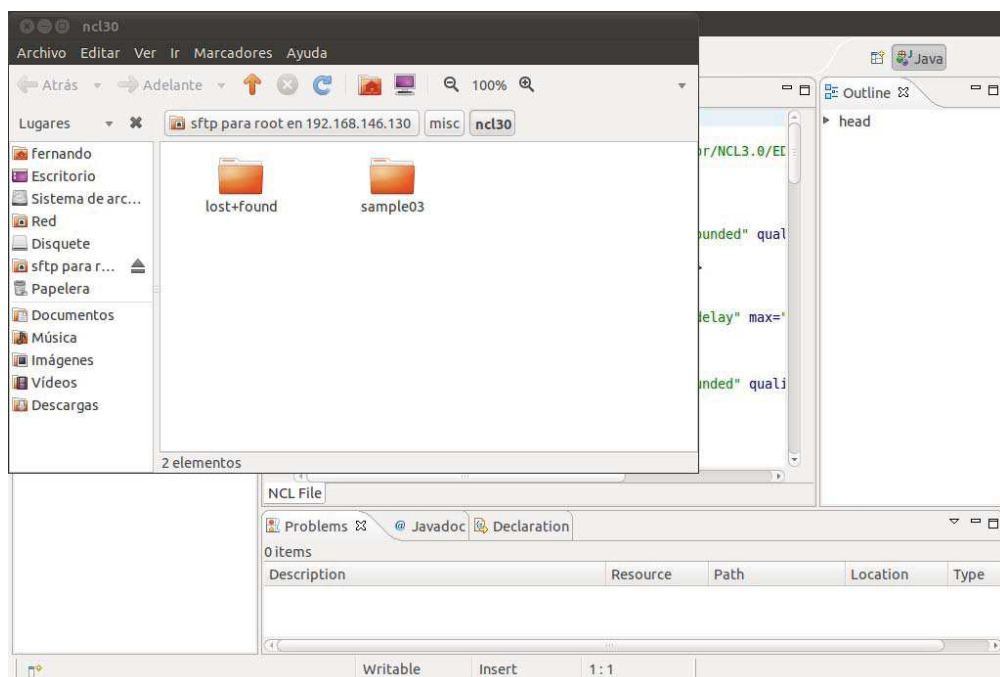 ncl30
Archivo Editar Ver Ir Marcadores Ayuda
Atrás Adelante 100%
Lugares
sftp para root en 192.168.146.130 misc ncl30
fernando
Escritorio
Sistema de arc...
Red
Disquete
sftp para r...
Papelera
Documentos
Música
Imágenes
Vídeos
Descargas
lost+found sample03
2 elementos
Java
Outline
head
or/NCL3.0/ED
ounded" qual
delay" max="
unded" quali
NCL File
Problems @ Javadoc Declaration
0 items
Description Resource Path Location Type
Writable Insert 1 : 1